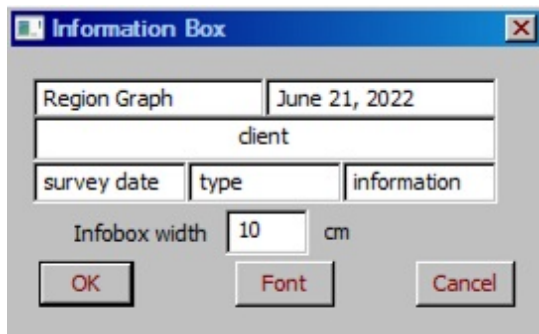 Information Box
Region Graph June 21, 2022
client
survey date type information
Infobox width 10 cm
OK Font Cancel